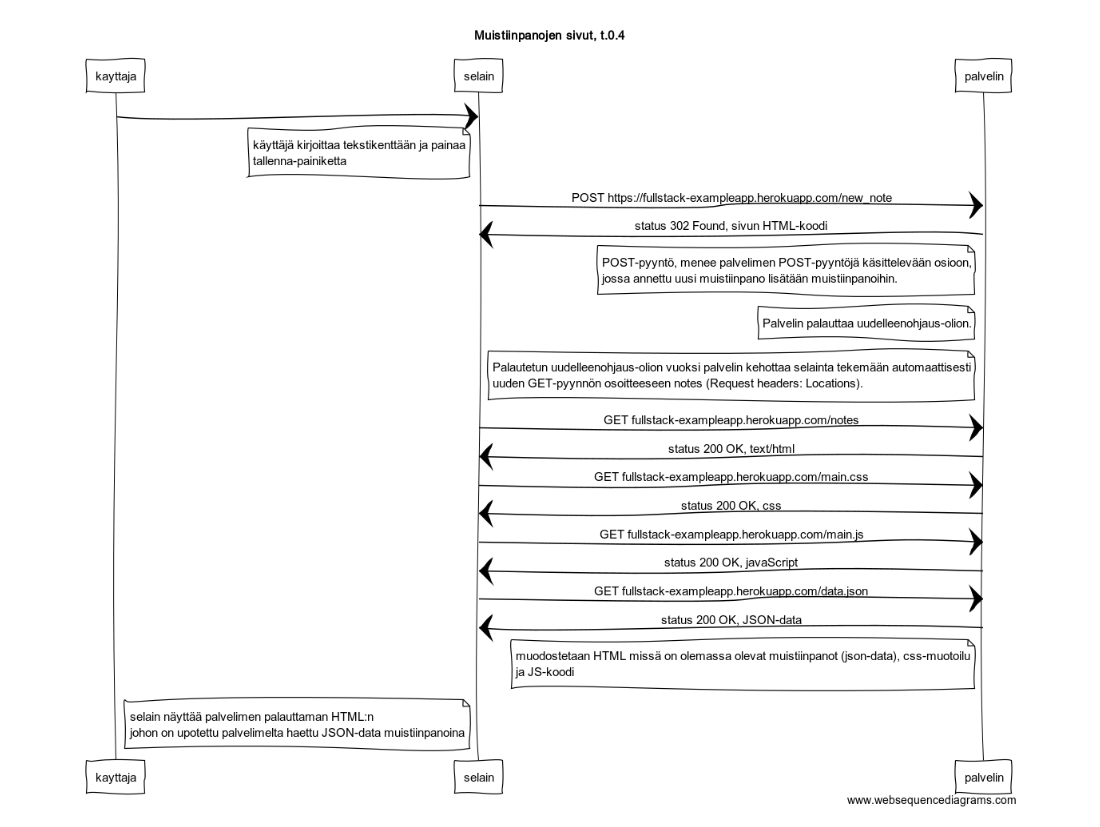 Muistiinpanojen sivut, t.0.4
kayttaja
selain
palvelin
käyttäjä kirjoittaa tekstikenttään ja painaa
tallenna-painiketta
POST https://fullstack-exampleapp.herokuapp.com/new_note
status 302 Found, sivun HTML-koodi
POST-pyyntö, menee palvelimen POST-pyyntöjä käsittelevään osioon,
jossa annettu uusi muistiinpano lisätään muistiinpanoihin.
Palvelin palauttaa uudelleenohjaus-olion.
Palautetun uudelleenohjaus-olion vuoksi palvelin kehottaa selainta tekemään automaattisesti
uuden GET-pyynnön osoitteeseen notes (Request headers: Locations).
GET fullstack-exampleapp.herokuapp.com/notes
status 200 OK, text/html
GET fullstack-exampleapp.herokuapp.com/main.css
status 200 OK, css
GET fullstack-exampleapp.herokuapp.com/main.js
status 200 OK, javaScript
GET fullstack-exampleapp.herokuapp.com/data.json
status 200 OK, JSON-data
muodostetaan HTML missä on olemassa olevat muistiinpanot (json-data), css-muotoilu
ja JS-koodi
selain näyttää palvelimen palauttaman HTML:n
johon on upotettu palvelimelta haettu JSON-data muistiinpanoina
kayttaja
selain
palvelin
www.websequencediagrams.com